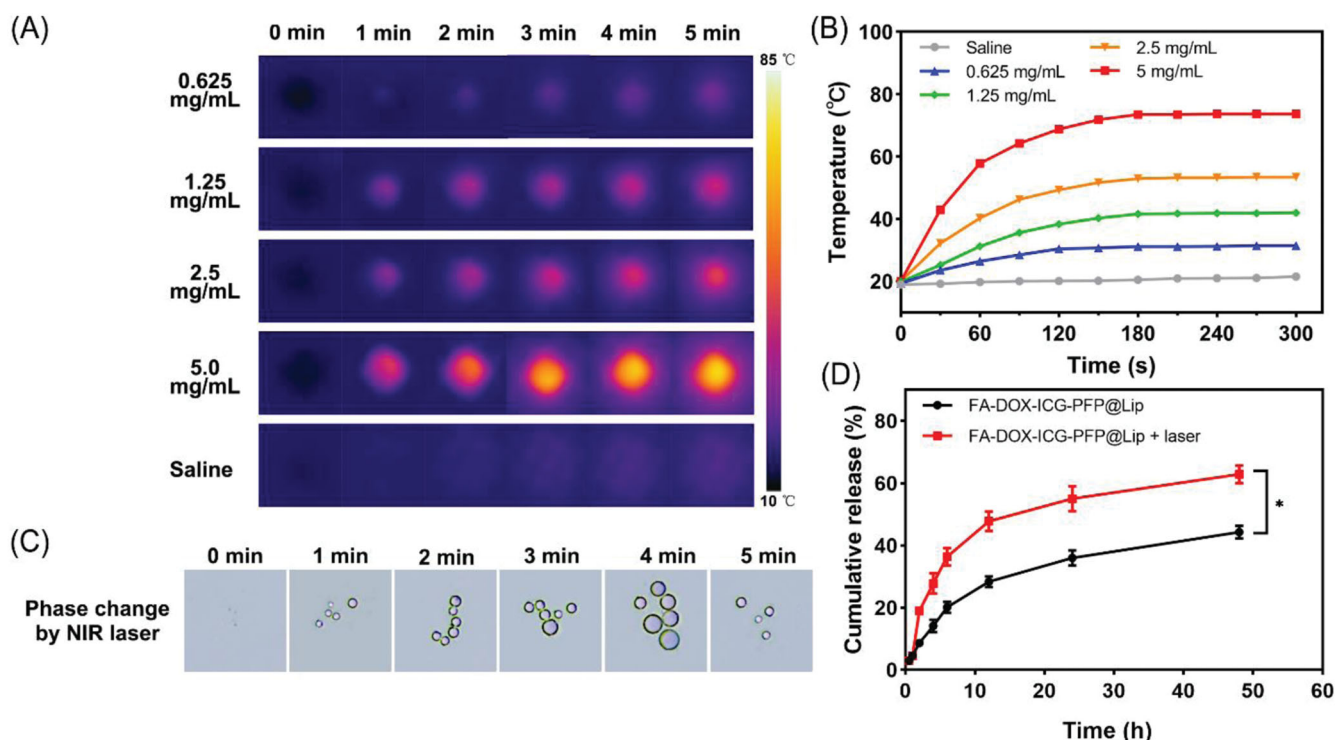 (A)
0 min 1 min 2 min 3 min 4 min 5 min
0.625
mg/mL
1.25
mg/mL
2.5
mg/mL
5.0
mg/mL
Saline
85 ℃
10 ℃
(B)
Temperature (℃)
100
80
60
40
20
Saline
0.625 mg/mL
1.25 mg/mL
2.5 mg/mL
5 mg/mL
0 60 120 180 240 300
Time (s)
(C)
0 min 1 min 2 min 3 min 4 min 5 min
Phase change
by NIR laser
(D)
Cumulative release (%)
80
60
40
20
0
FA-DOX-ICG-PFP@Lip
FA-DOX-ICG-PFP@Lip + laser
*
0 10 20 30 40 50 60
Time (h)